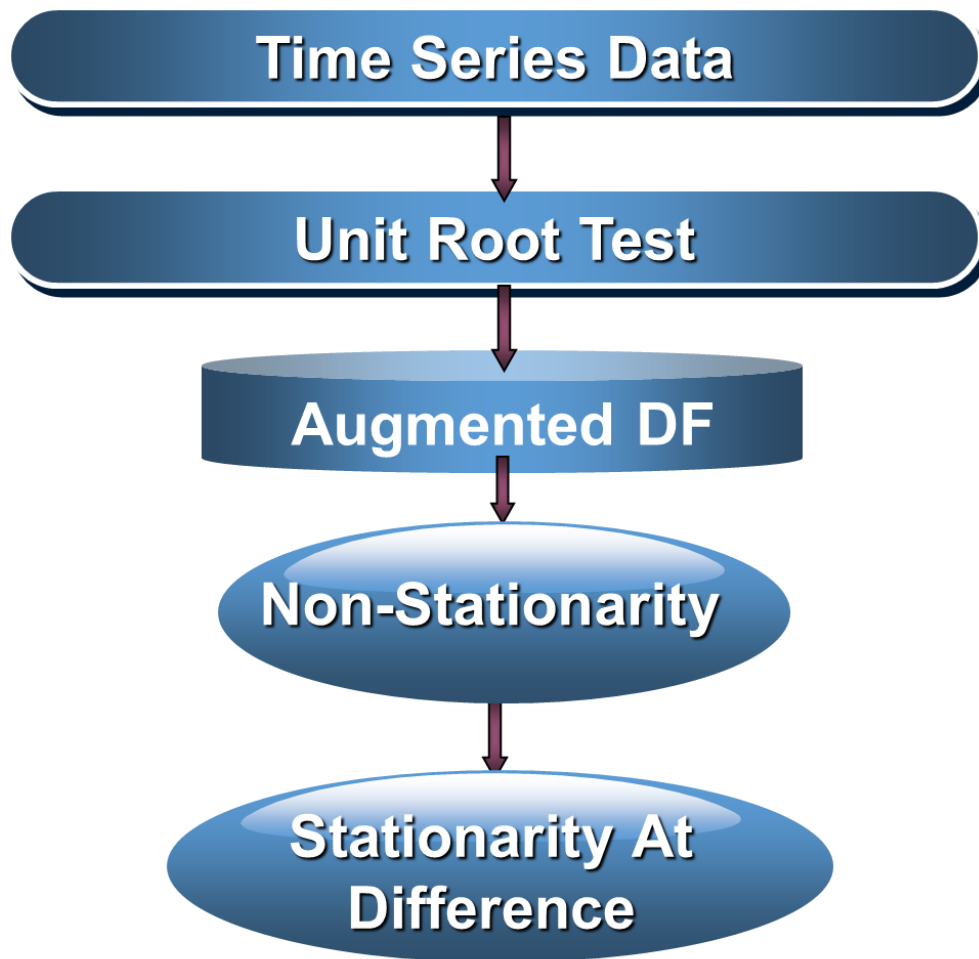 Time Series Data
Unit Root Test
Augmented DF
Non-Stationarity
Stationarity At
Difference